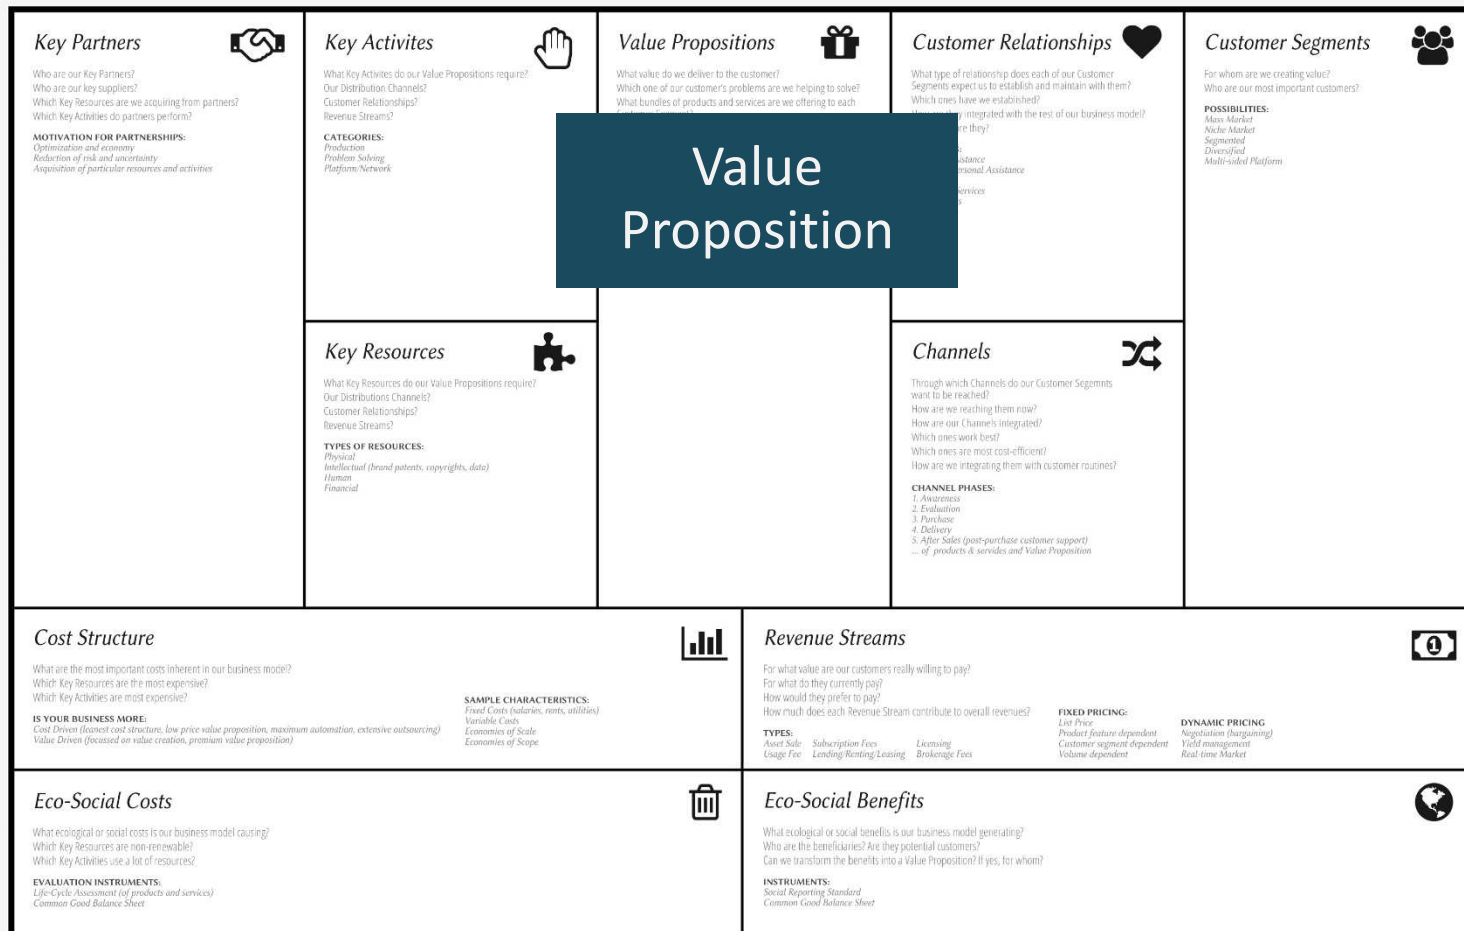 Key Partners
Who are our Key Partners?
Who are our key suppliers?
Which Key Resources are we acquiring from partners?
Which Key Activities do partners perform?
MOTIVATION FOR PARTNERSHIPS:
Optimization and economy
Reduction of risk and uncertainty
Asquisition of particular resources and activities
Key Activites
What Key Activites do our Value Propositions require?
Our Distribution Channels?
Customer Relationships?
Revenue Streams?
CATEGORIES:
Production
Problem Solving
Platform/Network
Key Resources
What Key Resources do our Value Propositions require?
Our Distributions Channels?
Customer Relationships?
Revenue Streams?
TYPES OF RESOURCES:
Physical
Intellectual (brand patents, copyrights, data)
Human
Financial
Value Propositions
What value do we deliver to the customer?
Which one of our customer's problems are we helping to solve?
What bundles of products and services are we offering to each
Value
Proposition
Customer Relationships
What type of relationship does each of our Customer
Segments expect us to establish and maintain with them?
Which ones have we established?
integrated with the rest of our business model?
are they?
Assistance
Services
Channels
Through which Channels do our Customer Segemnts
want to be reached?
How are we reaching them now?
How are our Channels integrated?
Which ones work best?
Which ones are most cost-efficient?
How are we integrating them with customer routines?
CHANNEL PHASES:
1. Awareness
2. Evaluation
3. Purchase
4. Delivery
5. After Sales (post-purchase customer support)
... of products & servides and Value Proposition
Customer Segments
For whom are we creating value?
Who are our most important customers?
POSSIBILITIES:
Mass Market
Niche Market
Segmented
Diversified
Multi-sided Platform
Cost Structure
What are the most important costs inherent in our business model?
Which Key Resources are the most expensive?
Which Key Activities are most expensive?
IS YOUR BUSINESS MORE:
Cost Driven (leanest cost structure, low price value proposition, maximum automation, extensive outsourcing)
Value Driven (focussed on value creation, premium value proposition)
SAMPLE CHARACTERISTICS:
Fixed Costs (salaries, rents, utilities)
Variable Costs
Economies of Scale
Economies of Scope
Revenue Streams
For what value are our customers really willing to pay?
For what do they currently pay?
How would they prefer to pay?
How much does each Revenue Stream contribute to overall revenues?
TYPES:
Asset Sale Subscription Fees Licensing
Usage Fee Lending/Renting/Leasing Brokerage Fees
FIXED PRICING:
List Price
Product feature dependent
Customer segment dependent
Volume dependent
DYNAMIC PRICING
Negotiation (bargaining)
Yield management
Real-time Market
Eco-Social Costs
What ecological or social costs is our business model causing?
Which Key Resources are non-renewable?
Which Key Activities use a lot of resources?
EVALUATION INSTRUMENTS:
Life-Cycle Assessment (of products and services)
Common Good Balance Sheet
Eco-Social Benefits
What ecological or social benefits is our business model generating?
Who are the beneficiaries? Are they potential customers?
Can we transform the benefits into a Value Proposition? If yes, for whom?
INSTRUMENTS:
Social Reporting Standard
Common Good Balance Sheet